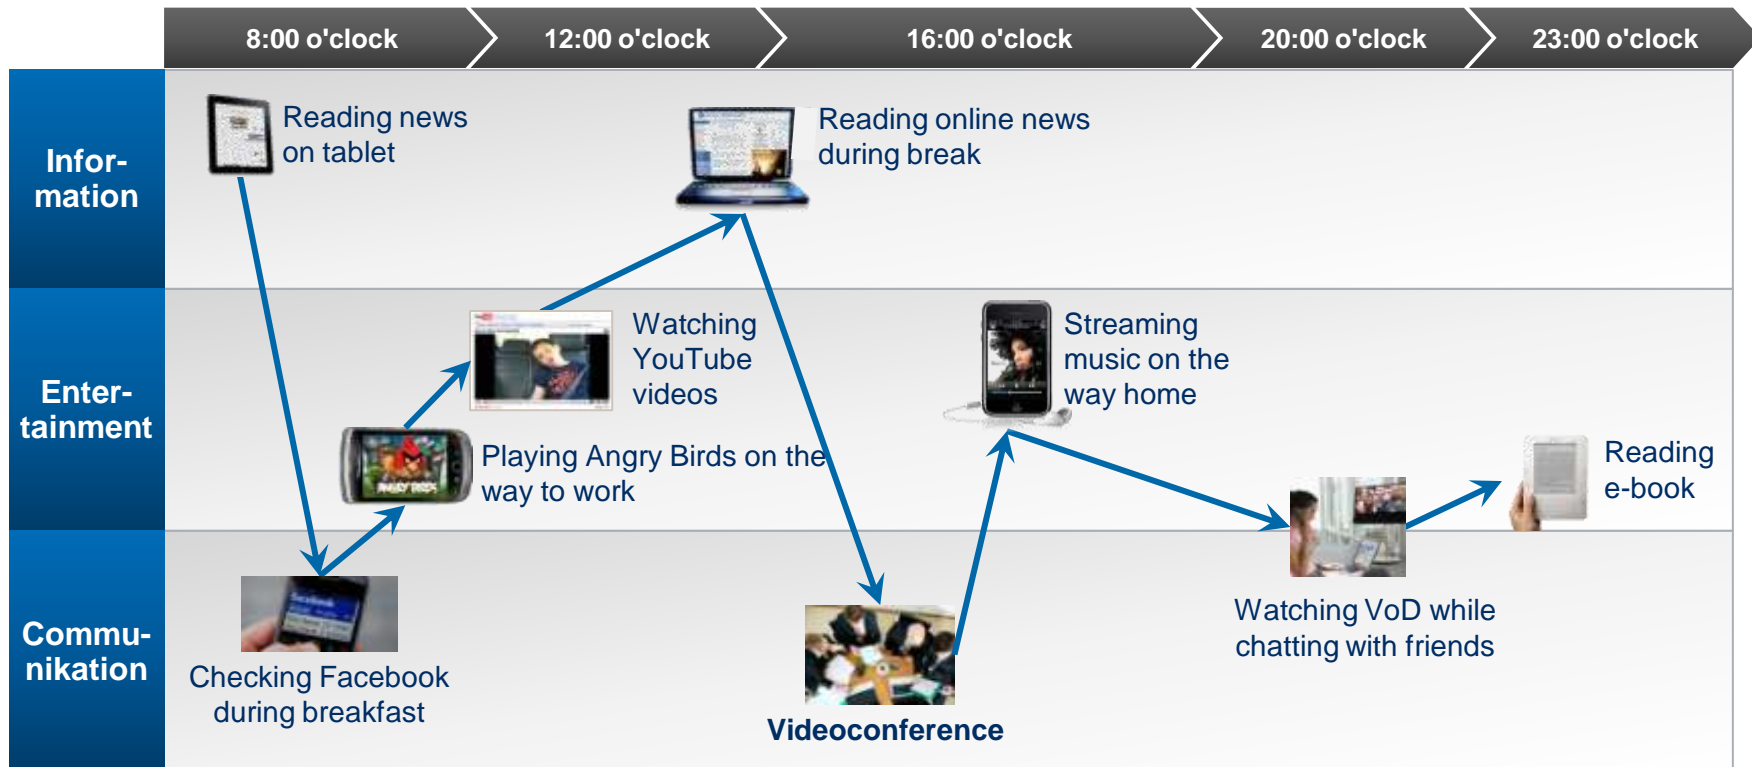 8:00 o'clock
12:00 o'clock
16:00 o'clock
20:00 o'clock
23:00 o'clock
Infor-
mation
Reading news
on tablet
Reading online news
during break
Enter-
tainment
Watching
YouTube
videos
Streaming
music on the
way home
Playing Angry Birds on the
way to work
ANGRY BIRDS
Reading
e-book
Commu-
nikation
facebook
Checking Facebook
during breakfast
Videoconference
Watching VoD while
chatting with friends